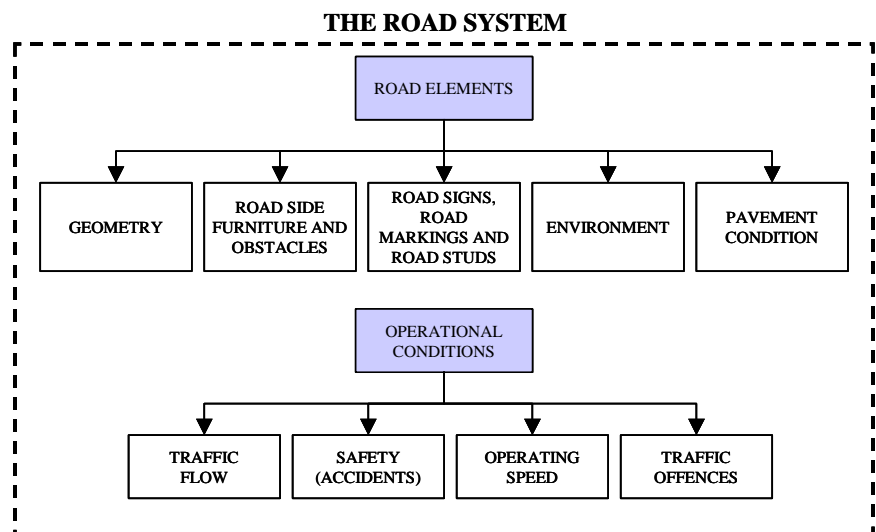 THE ROAD SYSTEM
ROAD ELEMENTS
GEOMETRY
ROAD SIDE
FURNITURE AND
OBSTACLES
ROAD SIGNS,
ROAD
MARKINGS AND
ROAD STUDS
ENVIRONMENT
PAVEMENT
CONDITION
OPERATIONAL
CONDITIONS
TRAFFIC
FLOW
SAFETY
(ACCIDENTS)
OPERATING
SPEED
TRAFFIC
OFFENCES